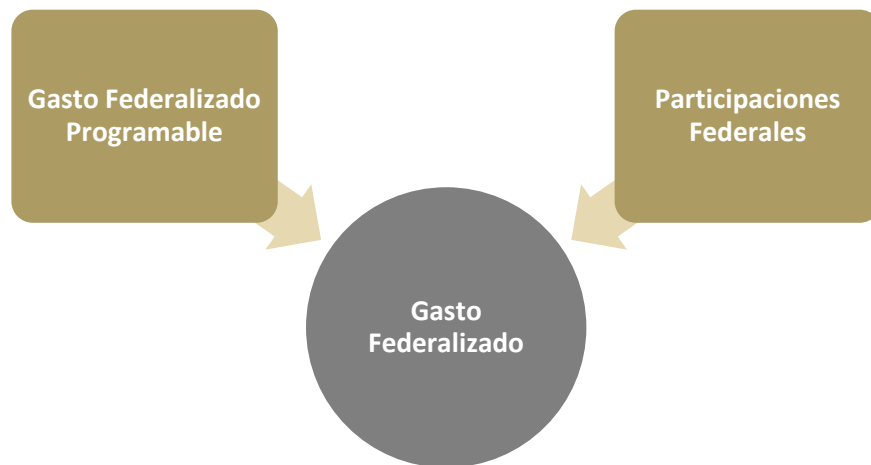 Gasto Federalizado
Programable
Participaciones
Federales
Gasto
Federalizado